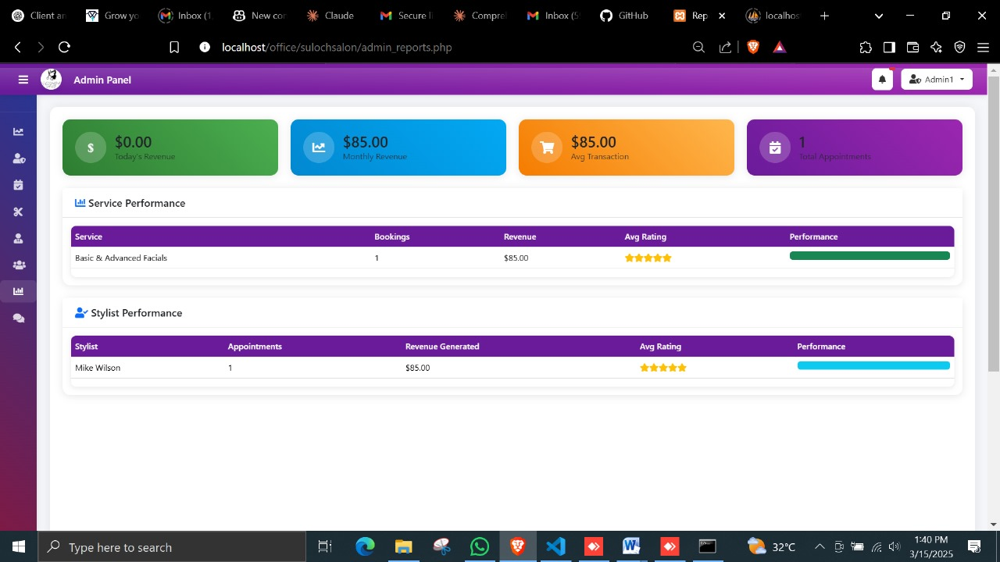 Client an
Grow yo
Inbox (1
New cor
Claude
Secure l
Compre
Inbox (5
GitHub
Rep
localhos
localhost/office/sulochsalon/admin_reports.php
Admin Panel
Admin1
$
$0.00
Today's Revenue
$85.00
Monthly Revenue
$85.00
Avg Transaction
1
Total Appointments
Service Performance
Service Bookings Revenue Avg Rating Performance
Basic & Advanced Facials 1 $85.00
Stylist Performance
Stylist Appointments Revenue Generated Avg Rating Performance
Mike Wilson 1 $85.00
Type here to search
32°C
1:40 PM
3/15/2025